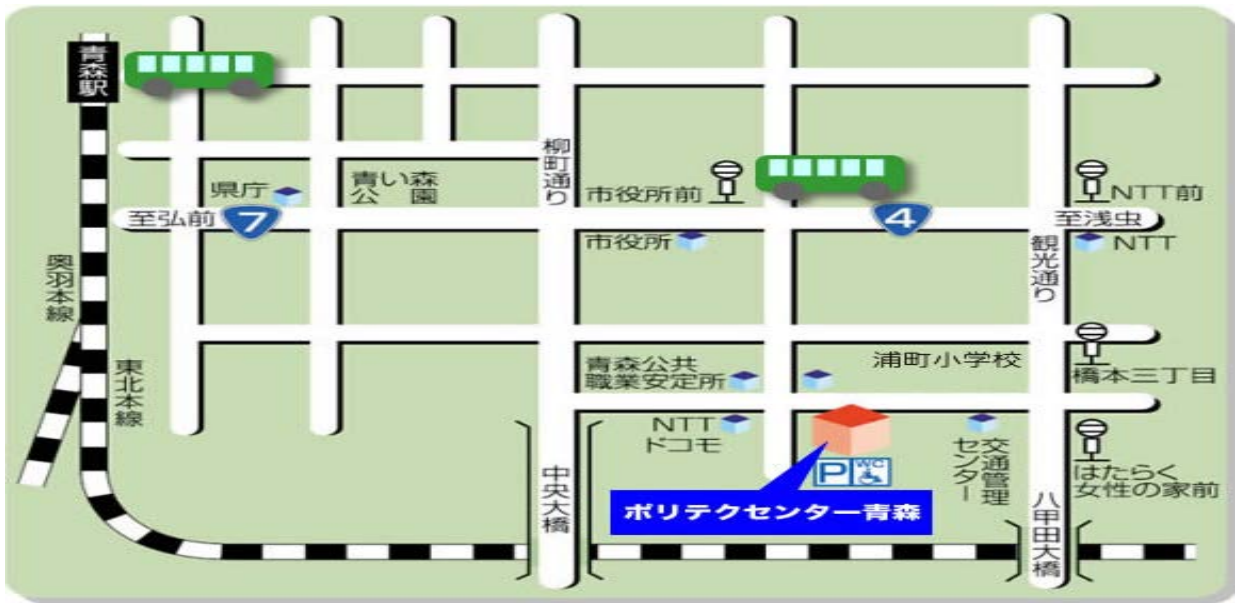 青森駅
柳町通り
県庁
青い森
公園
市役所前
NTT前
至弘前
7
4
至浅虫
市役所
NTT
観光通り
奥羽本線
東北本線
青森公共
職業安定所
浦町小学校
橋本三丁目
NTT
ドコモ
交通管理
センター
はたらく
女性の家前
P
WC
中央大橋
ポリテクセンター青森
八甲田大橋